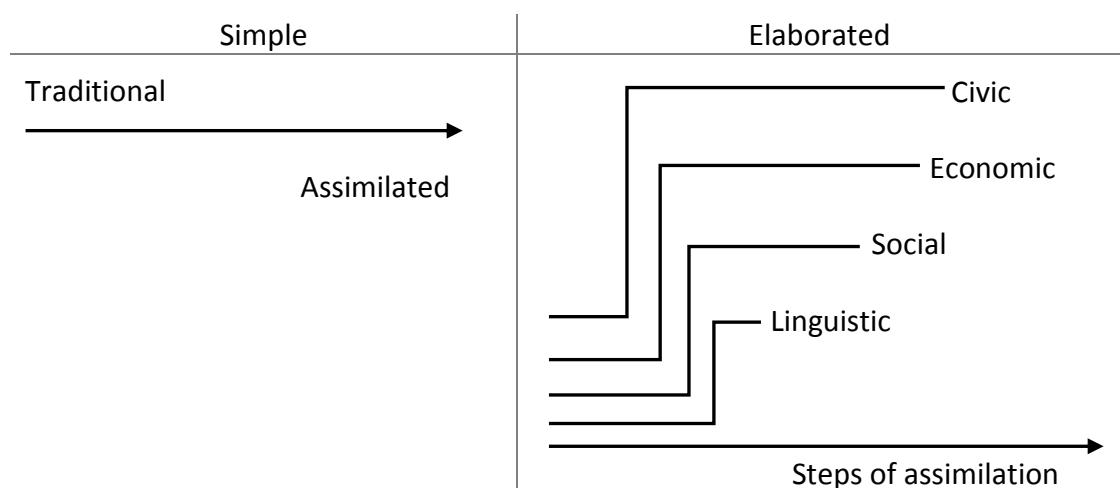 Simple
Elaborated
Traditional
Assimilated
Civic
Economic
Social
Linguistic
Steps of assimilation